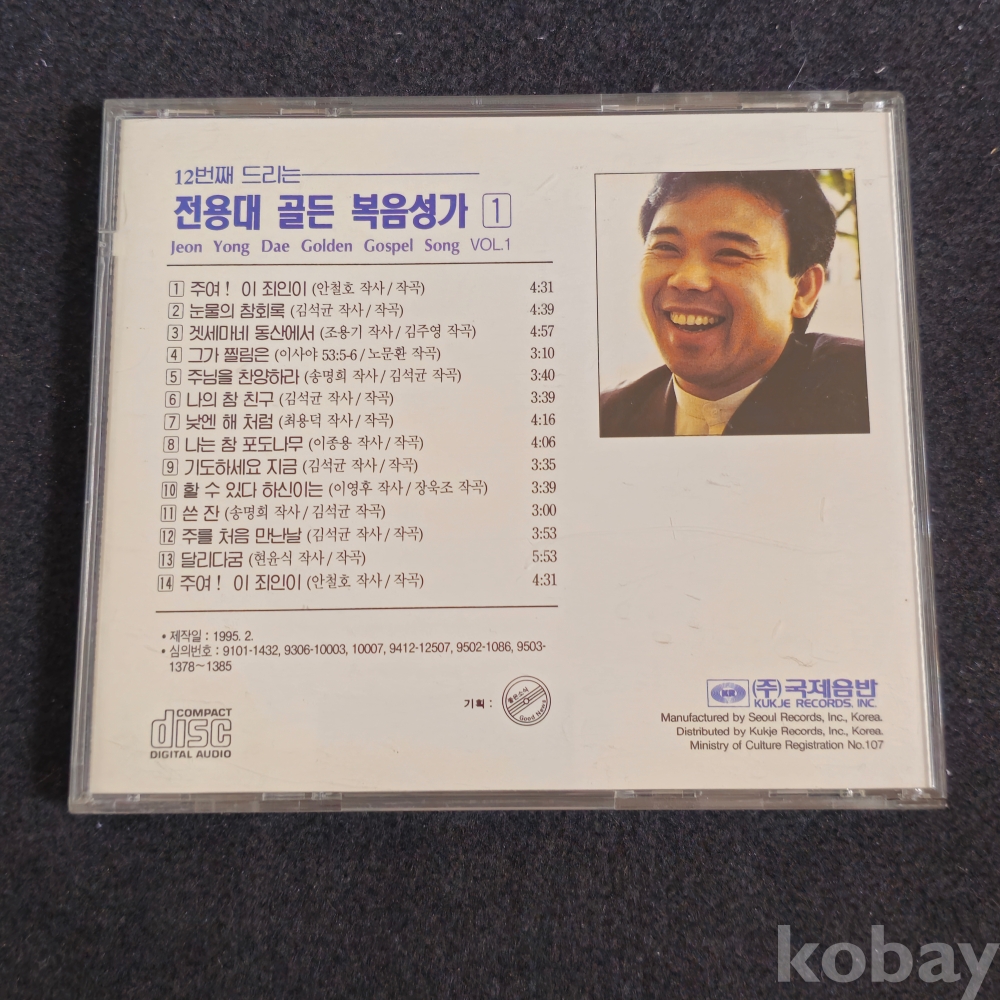 12번째 드리는
전용대 골든 복음성가 1
Jeon Yong Dae Golden Gospel Song VOL.1
1 주여! 이 죄인이 (안철호 작사/작곡) 4:31
2 눈물의 참회록 (김석균 작사/작곡) 4:39
3 겟세마네 동산에서 (조용기 작사/김주영 작곡) 4:57
4 그가 찔림은 (이사야 53:5-6/노문환 작곡) 3:10
5 주님을 찬양하라 (송명희 작사/김석균 작곡) 3:40
6 나의 참 친구 (김석균 작사/작곡) 3:39
7 낮엔 해 처럼 (최용덕 작사/작곡) 4:16
8 나는 참 포도나무 (이종용 작사/작곡) 4:06
9 기도하세요 지금 (김석균 작사/작곡) 3:35
10 할 수 있다 하신이는 (이영후 작사/장욱조 작곡) 3:39
11 쓴 잔 (송명희 작사/김석균 작곡) 3:00
12 주를 처음 만난날 (김석균 작사/작곡) 3:53
13 달리다굼 (현윤식 작사/작곡) 5:53
14 주여! 이 죄인이 (안철호 작사/작곡) 4:31
• 제작일 : 1995. 2.
• 심의번호 : 9101-1432, 9306-10003, 10007, 9412-12507, 9502-1086, 9503-
1378~1385
기획 :
좋은소식
Good News
COMPACT
disc
DIGITAL AUDIO
KRI (주)국제음반
KUKJE RECORDS, INC.
Manufactured by Seoul Records, Inc., Korea.
Distributed by Kukje Records, Inc., Korea.
Ministry of Culture Registration No.107
kobay